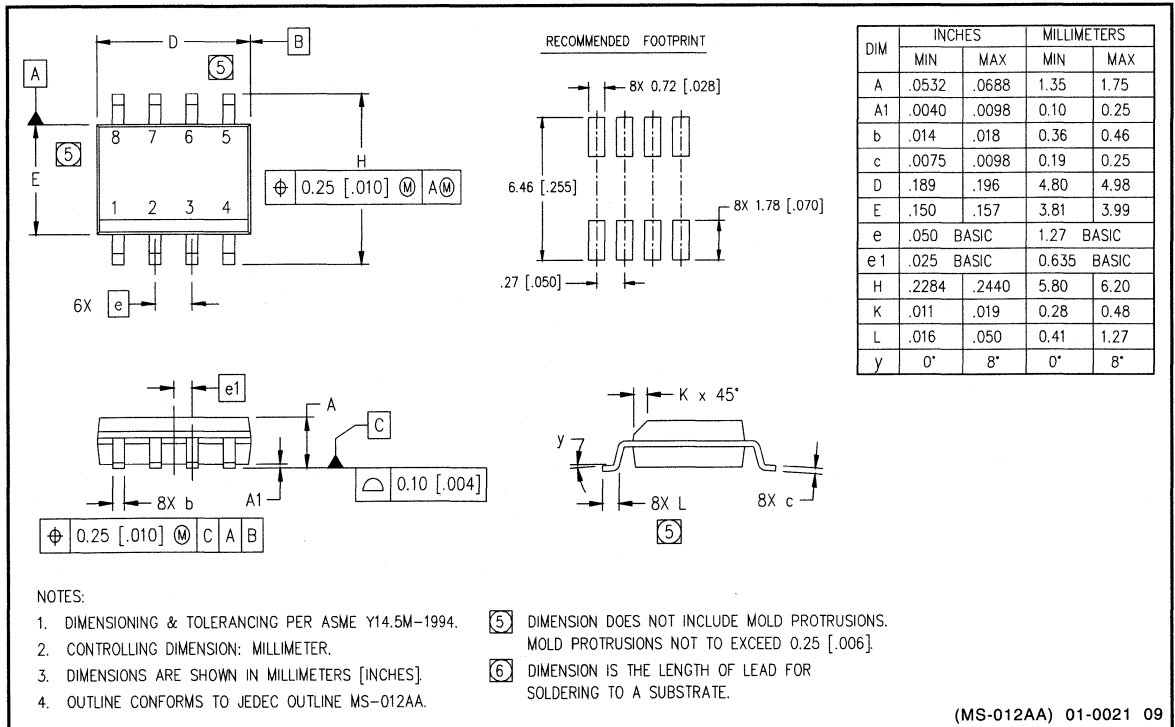 D
B
5
A
8 7 6 5
5
E
H
⌖ 0.25 [.010] Ⓜ AⓂ
1 2 3 4
6X e
RECOMMENDED FOOTPRINT
8X 0.72 [.028]
6.46 [.255]
8X 1.78 [.070]
.27 [.050]
DIM INCHES MILLIMETERS
MIN MAX MIN MAX
A .0532 .0688 1.35 1.75
A1 .0040 .0098 0.10 0.25
b .014 .018 0.36 0.46
c .0075 .0098 0.19 0.25
D .189 .196 4.80 4.98
E .150 .157 3.81 3.99
e .050 BASIC 1.27 BASIC
e1 .025 BASIC 0.635 BASIC
H .2284 .2440 5.80 6.20
K .011 .019 0.28 0.48
L .016 .050 0.41 1.27
y 0° 8° 0° 8°
e1
A
C
⌓ 0.10 [.004]
8X b
A1
⌖ 0.25 [.010] Ⓜ C A B
K x 45°
y
8X L
8X c
5
NOTES:
1. DIMENSIONING & TOLERANCING PER ASME Y14.5M-1994.
2. CONTROLLING DIMENSION: MILLIMETER.
3. DIMENSIONS ARE SHOWN IN MILLIMETERS [INCHES].
4. OUTLINE CONFORMS TO JEDEC OUTLINE MS-012AA.
5 DIMENSION DOES NOT INCLUDE MOLD PROTRUSIONS.
MOLD PROTRUSIONS NOT TO EXCEED 0.25 [.006].
6 DIMENSION IS THE LENGTH OF LEAD FOR
SOLDERING TO A SUBSTRATE.
(MS-012AA) 01-0021 09